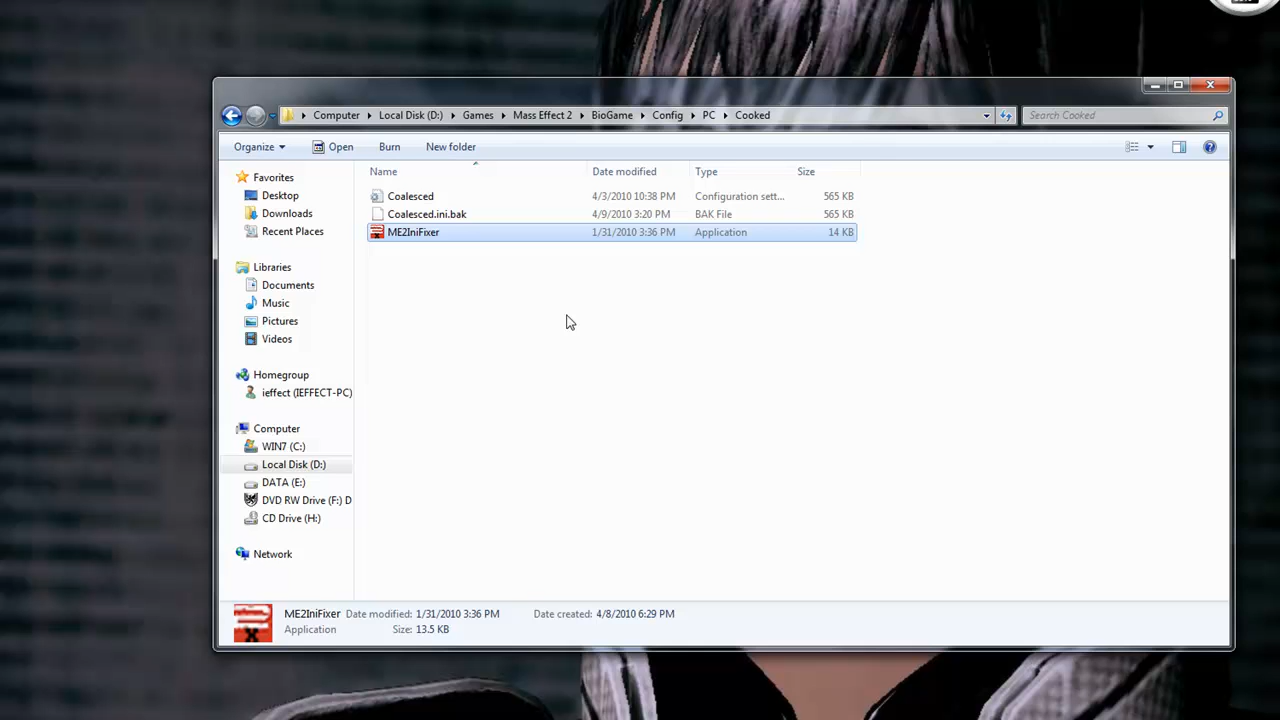 Computer Local Disk (D:) Games Mass Effect 2 BioGame Config PC Cooked Search Cooked
Organize Open Burn New folder
Name Date modified Type Size
Favorites
Desktop
Downloads
Recent Places
Libraries
Documents
Music
Pictures
Videos
Homegroup
ieffect (IEFFECT-PC)
Computer
WIN7 (C:)
Local Disk (D:)
DATA (E:)
DVD RW Drive (F:) D
CD Drive (H:)
Network
Coalesced 4/3/2010 10:38 PM Configuration sett... 565 KB
Coalesced.ini.bak 4/9/2010 3:20 PM BAK File 565 KB
ME2IniFixer 1/31/2010 3:36 PM Application 14 KB
ME2IniFixer Date modified: 1/31/2010 3:36 PM Date created: 4/8/2010 6:29 PM
Application Size: 13.5 KB